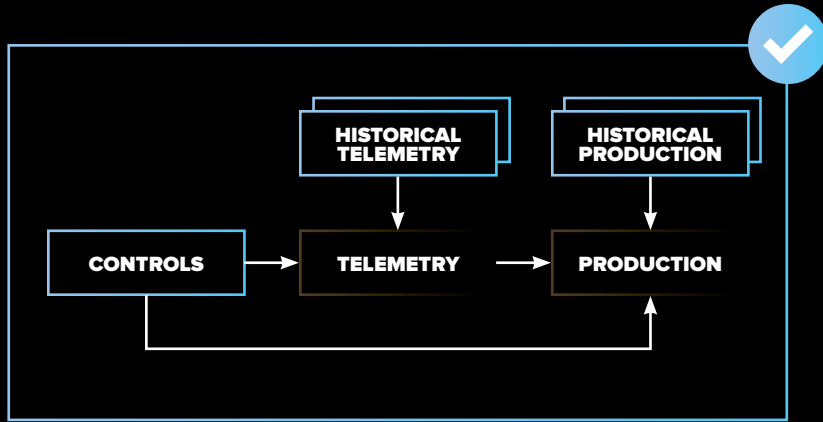 HISTORICAL
TELEMETRY
HISTORICAL
PRODUCTION
CONTROLS
TELEMETRY
PRODUCTION